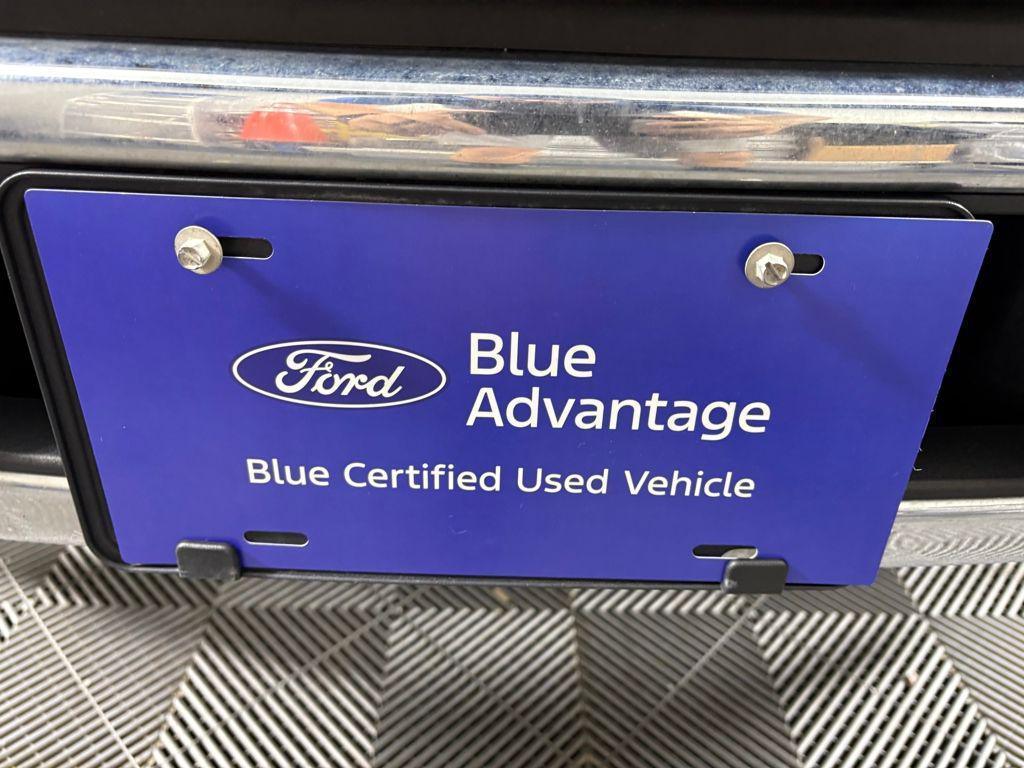 Ford
Blue
Advantage
Blue Certified Used Vehicle